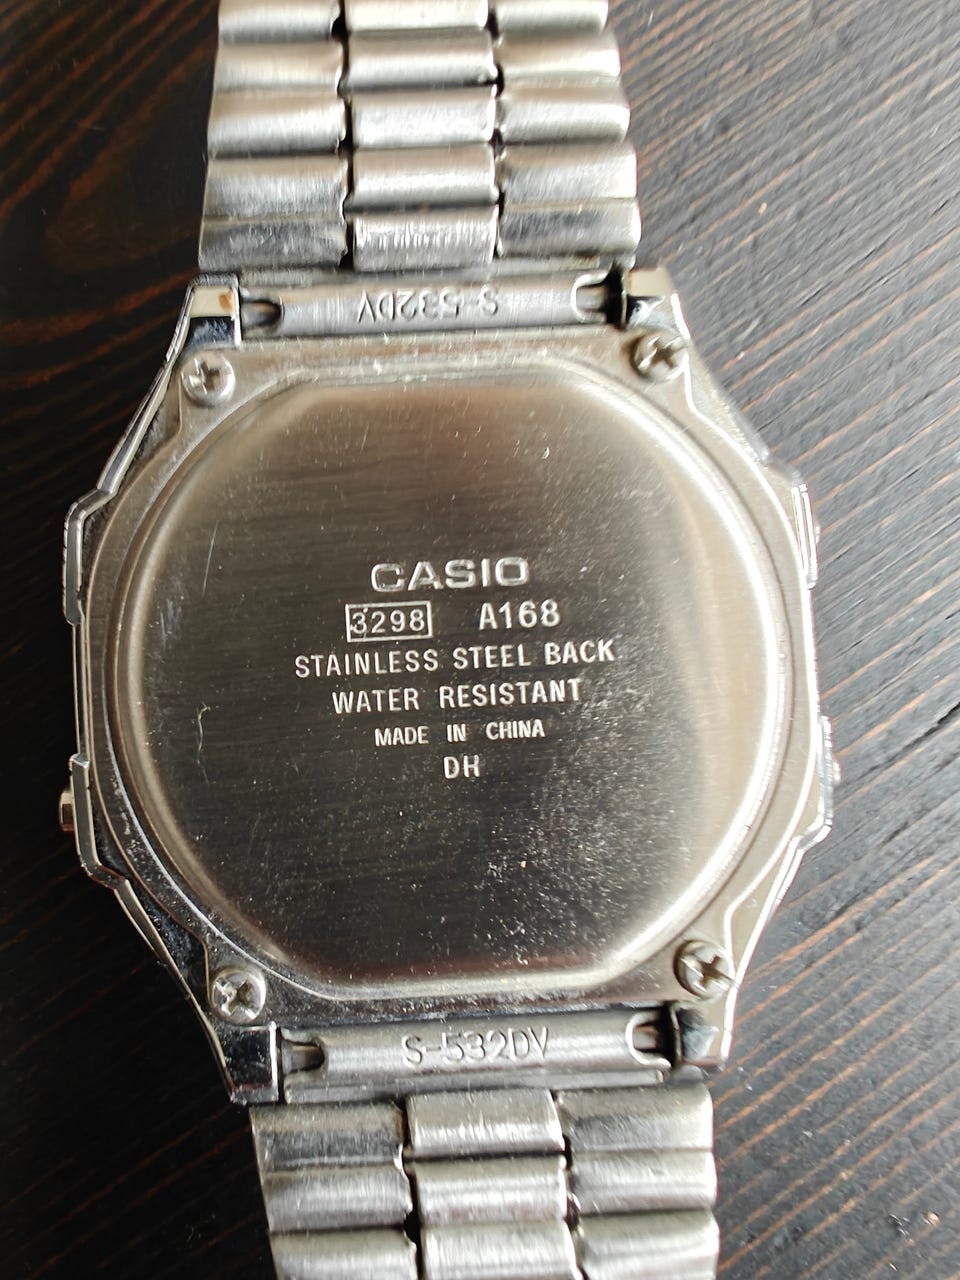 S-532DV
CASIO
3298 A168
STAINLESS STEEL BACK
WATER RESISTANT
MADE IN CHINA
DH
S-532DV